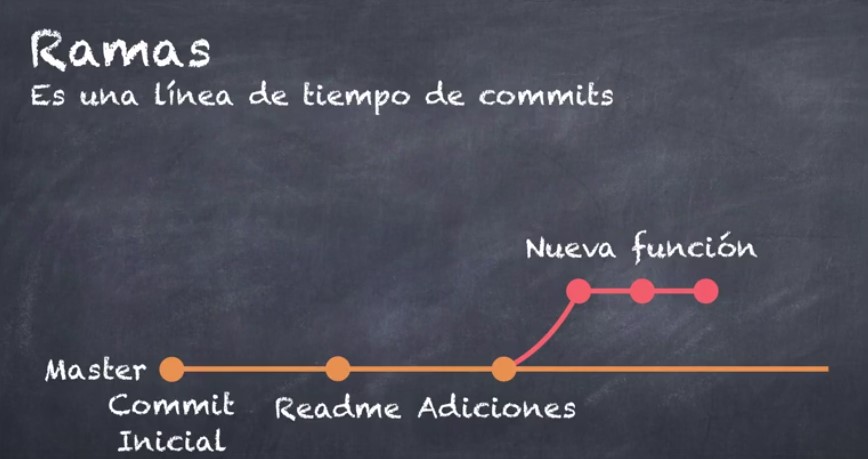 Ramas
Es una línea de tiempo de commits
Nueva función
Master
Commit
Inicial
Readme
Adiciones